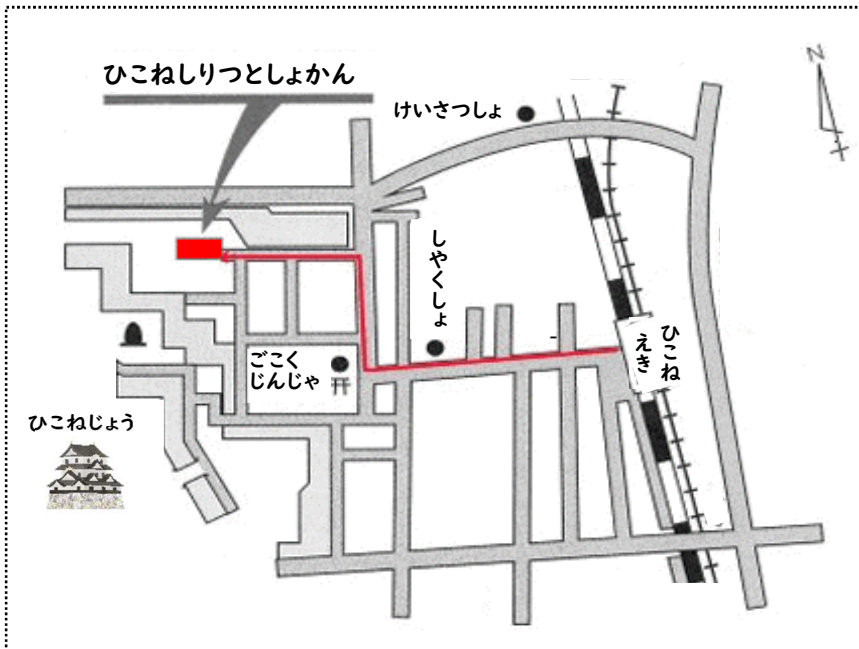 ひこねしりつとしょかん
けいさつしょ
N
しやくしょ
ひこね
えき
ごこく
じんじゃ
ひこねじょう